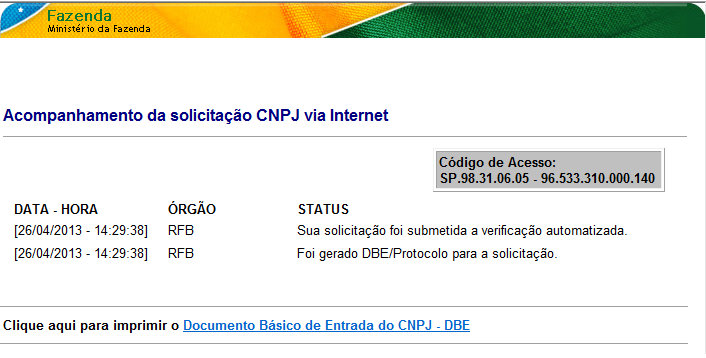 Fazenda
Ministério da Fazenda
Acompanhamento da solicitação CNPJ via Internet
Código de Acesso:
SP.98.31.06.05 - 96.533.310.000.140
DATA - HORA ÓRGÃO STATUS
[26/04/2013 - 14:29:38] RFB Sua solicitação foi submetida a verificação automatizada.
[26/04/2013 - 14:29:38] RFB Foi gerado DBE/Protocolo para a solicitação.
Clique aqui para imprimir o Documento Básico de Entrada do CNPJ - DBE